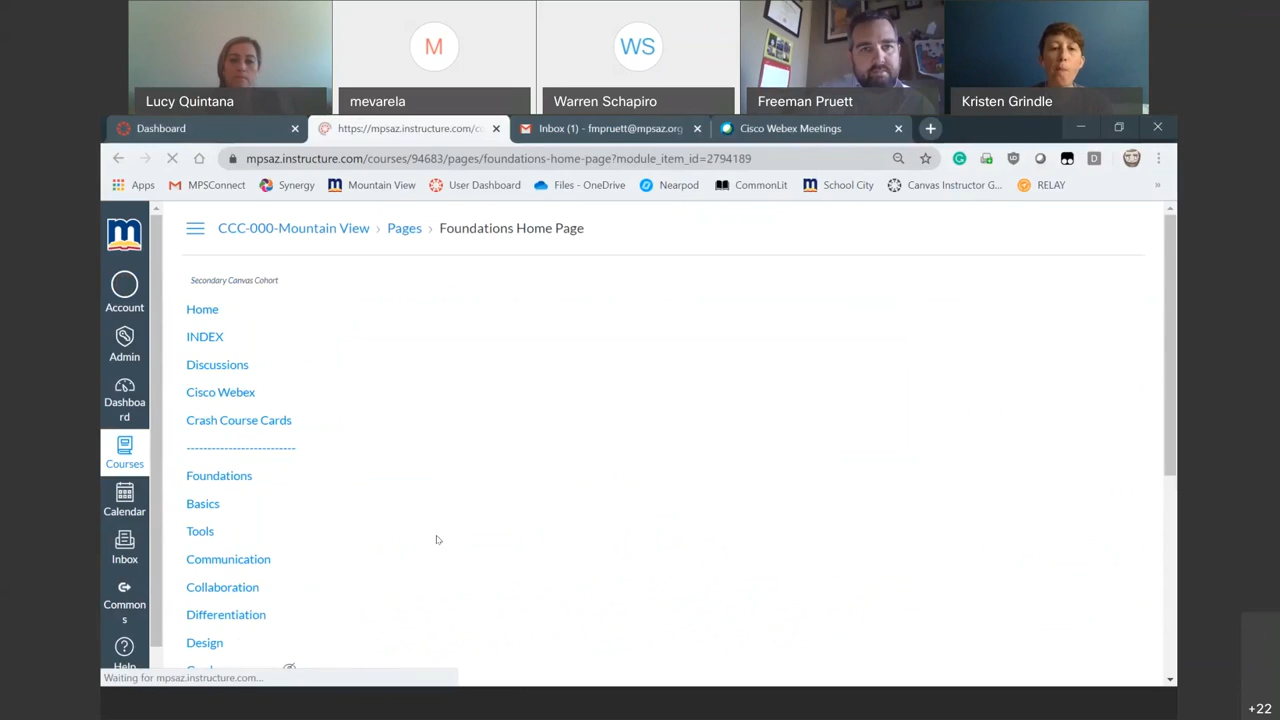 M
WS
Lucy Quintana
mevarela
Warren Schapiro
Freeman Pruett
Kristen Grindle
Dashboard
https://mpsaz.instructure.com/c
Inbox (1) - fmpruett@mpsaz.org
Cisco Webex Meetings
mpsaz.instructure.com/courses/94683/pages/foundations-home-page?module_item_id=2794189
Apps
MPSConnect
Synergy
Mountain View
User Dashboard
Files - OneDrive
Nearpod
CommonLit
School City
Canvas Instructor G...
RELAY
»
CCC-000-Mountain View › Pages › Foundations Home Page
Account
Admin
Dashboa
rd
Courses
Calendar
Inbox
Common
s
Help
Secondary Canvas Cohort
Home
INDEX
Discussions
Cisco Webex
Crash Course Cards
--------------------------
Foundations
Basics
Tools
Communication
Collaboration
Differentiation
Design
Waiting for mpsaz.instructure.com...
+22